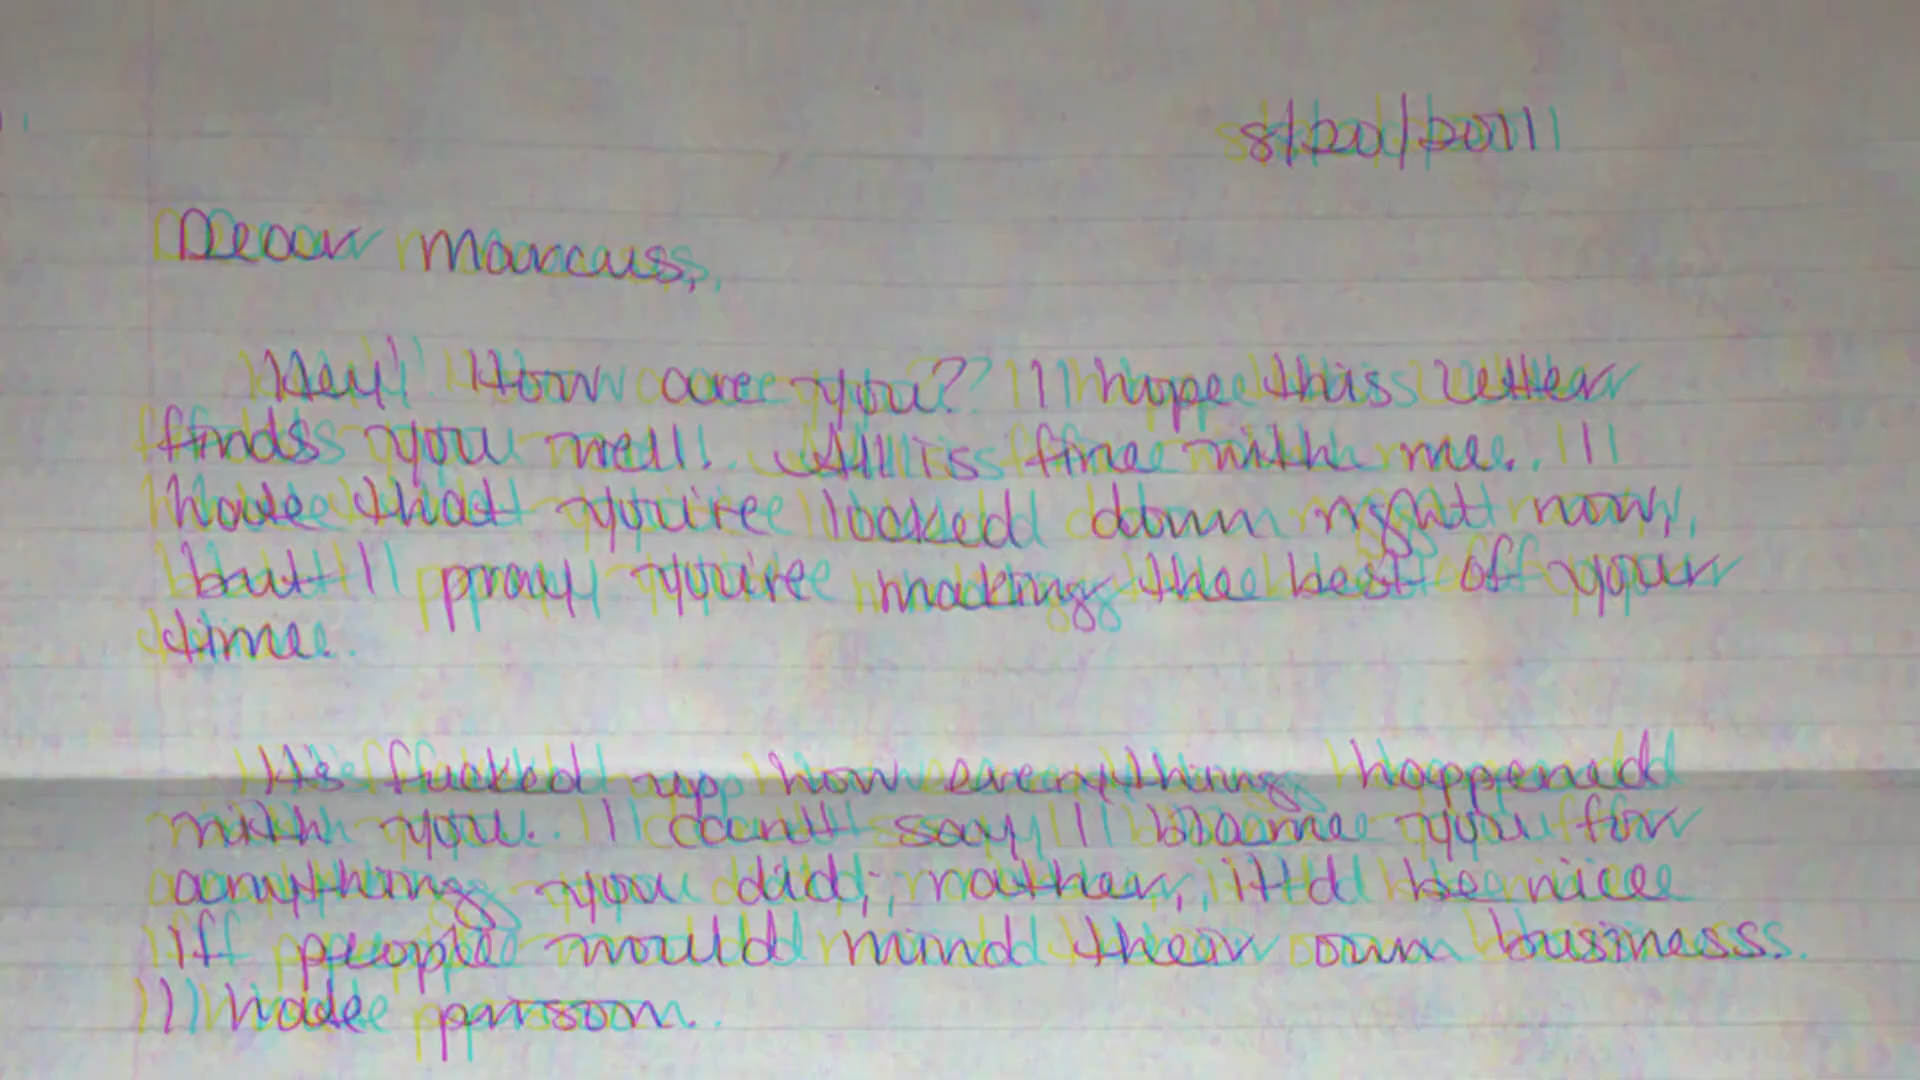 8/20/2011
Dear Marcus,
Hey! How are you? I hope this letter
finds you well! All is fine with me. I
hate that you're locked down right now,
but I pray you're making the best of your
time.
It's fucked up how everything happened
with you. I can't say I blame you for
anything you did; rather, it'd be nice
if people would mind their own business.
I hate prison.